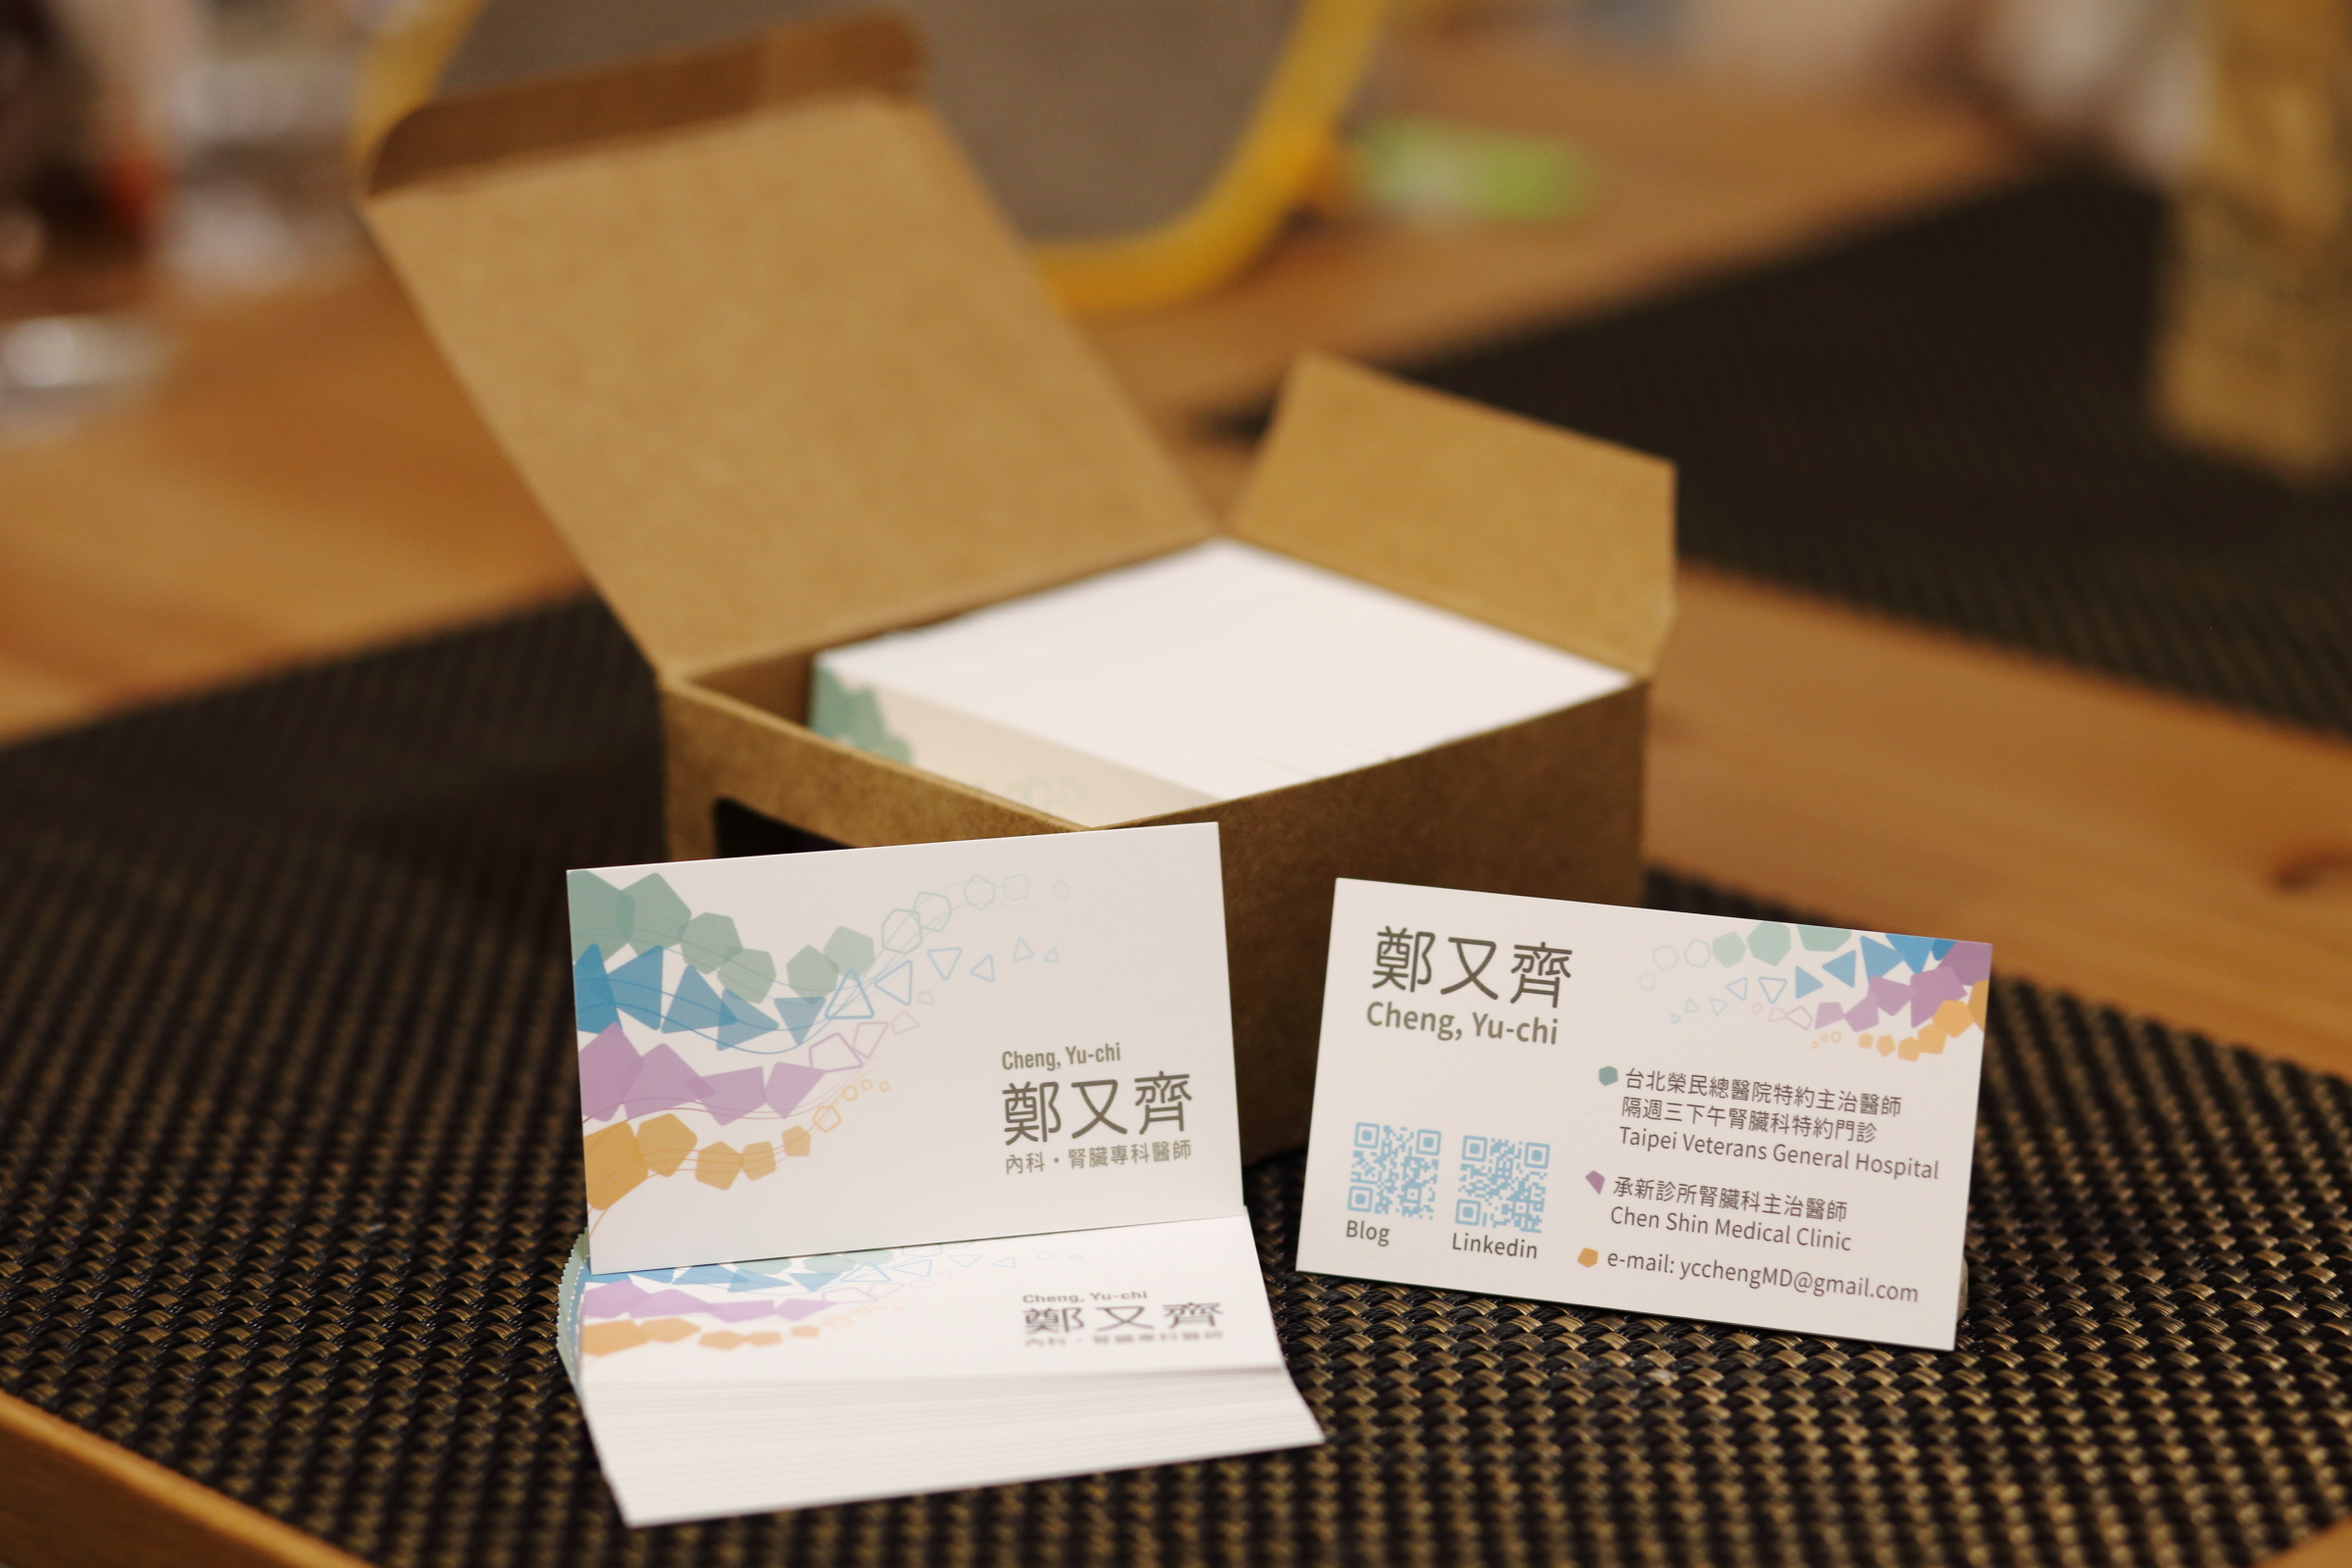 Cheng, Yu-chi
鄭又齊
內科・腎臟專科醫師
Cheng, Yu-chi
鄭又齊
內科・腎臟專科醫師
鄭又齊
Cheng, Yu-chi
Blog
Linkedin
台北榮民總醫院特約主治醫師
隔週三下午腎臟科特約門診
Taipei Veterans General Hospital
承新診所腎臟科主治醫師
Chen Shin Medical Clinic
e-mail: ycchengMD@gmail.com